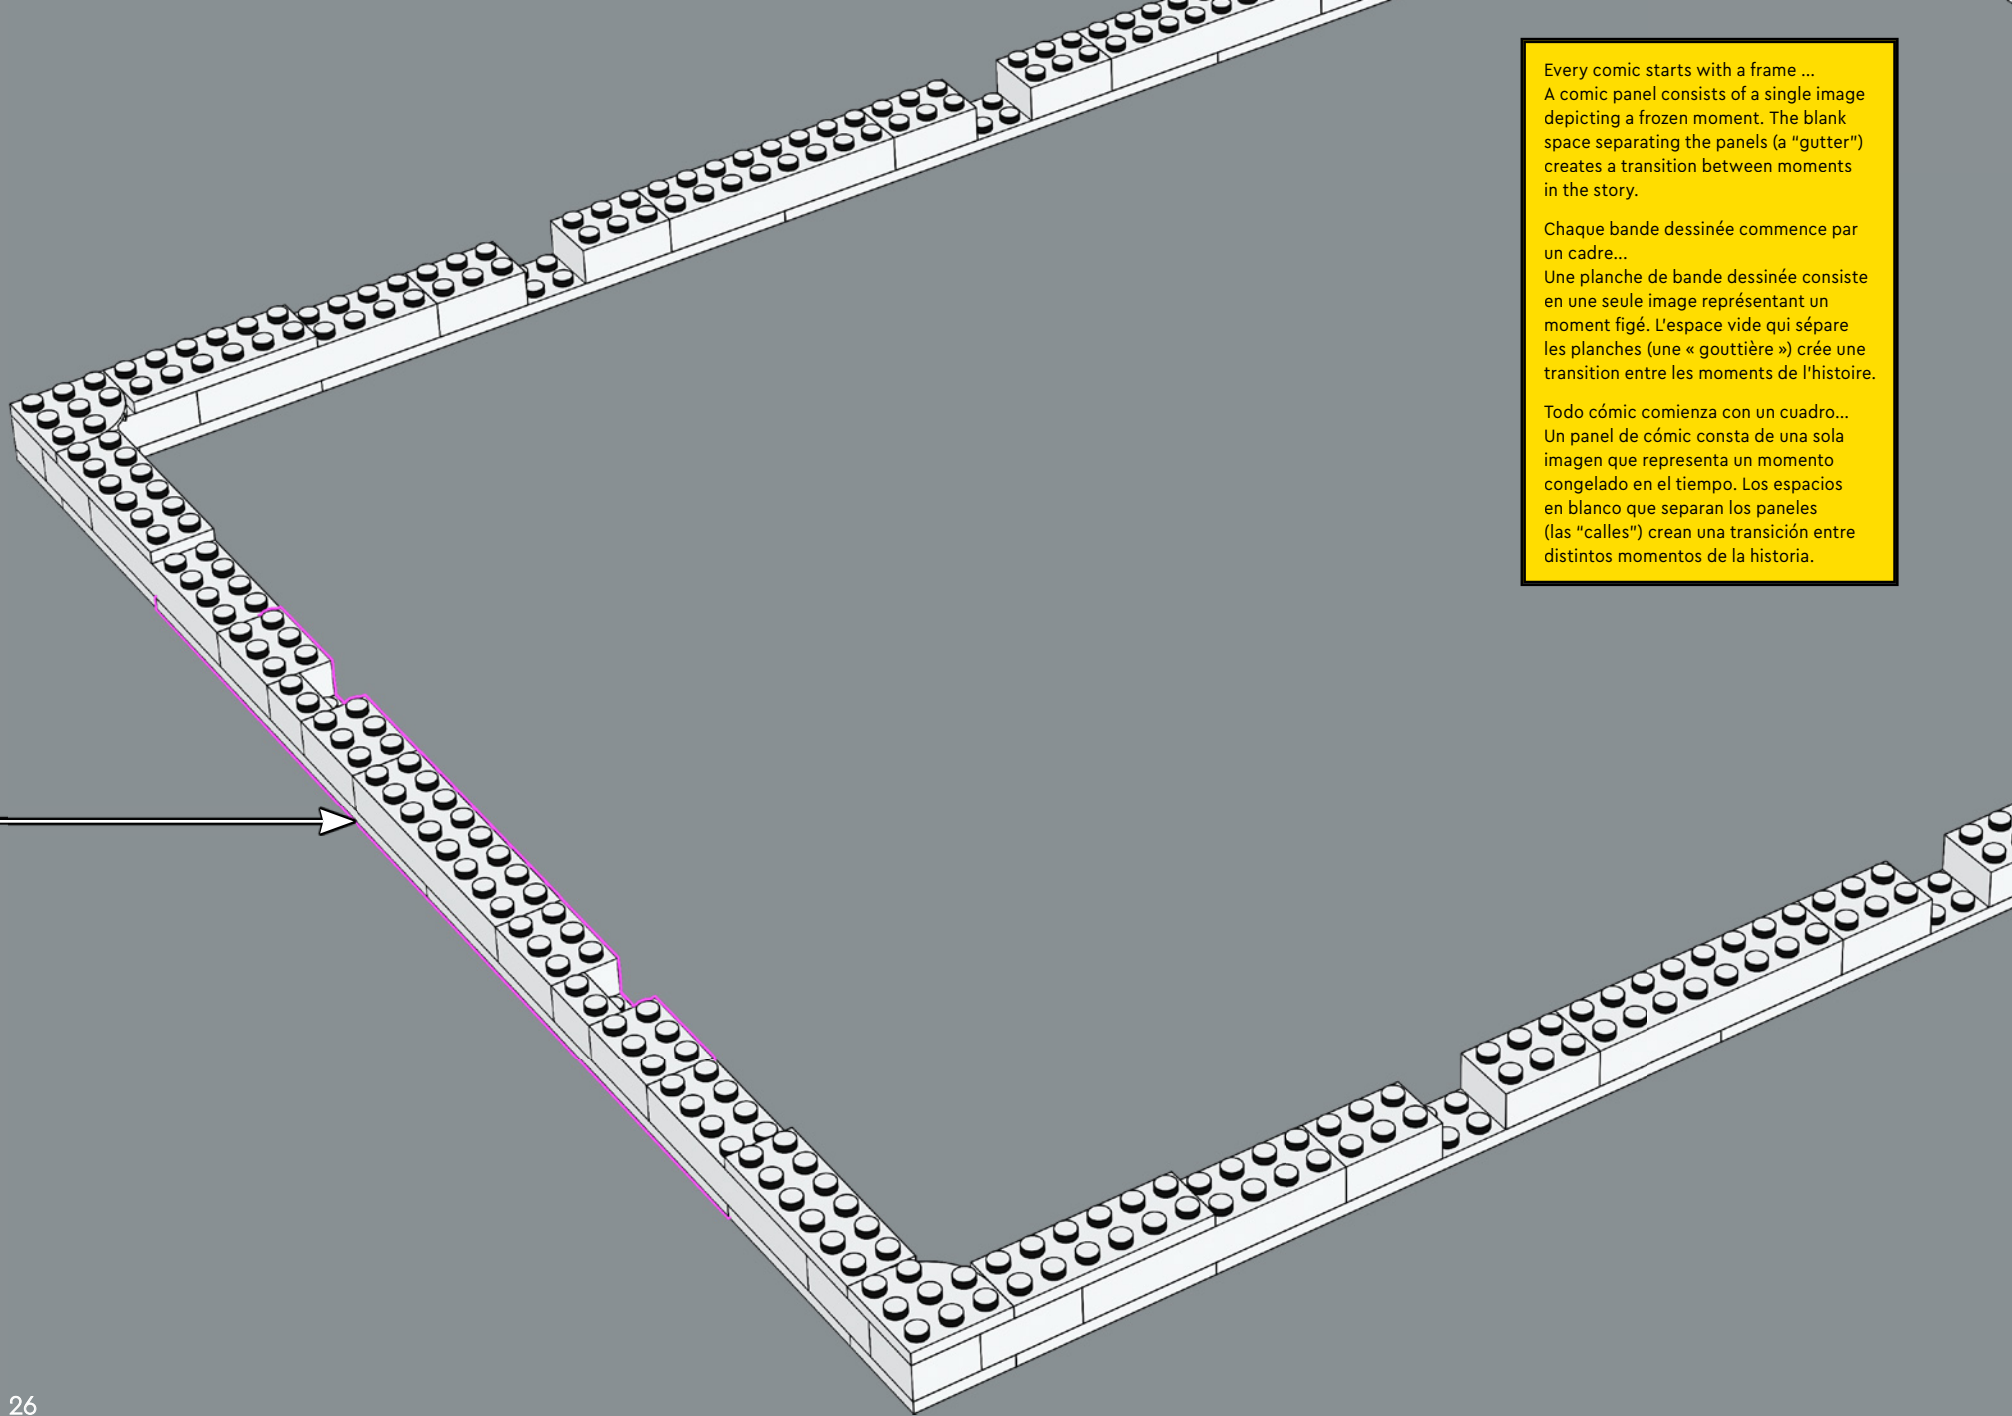 Every comic starts with a frame ...
A comic panel consists of a single image
depicting a frozen moment. The blank
space separating the panels (a “gutter”)
creates a transition between moments
in the story.
Chaque bande dessinée commence par
un cadre...
Une planche de bande dessinée consiste
en une seule image représentant un
moment figé. L'espace vide qui sépare
les planches (une « gouttière ») crée une
transition entre les moments de l'histoire.
Todo cómic comienza con un cuadro...
Un panel de cómic consta de una sola
imagen que representa un momento
congelado en el tiempo. Los espacios
en blanco que separan los paneles
(las “calles”) crean una transición entre
distintos momentos de la historia.
26